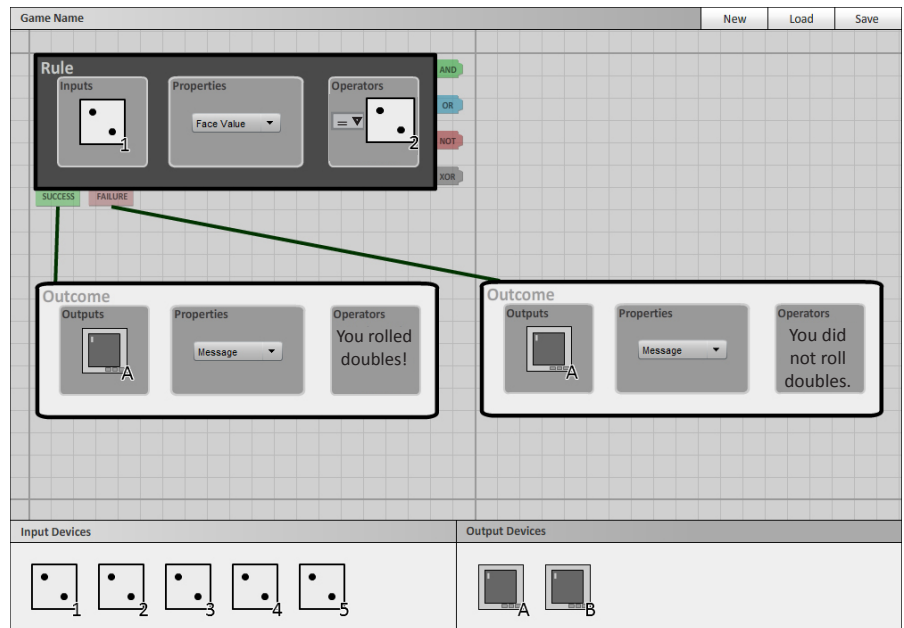 Game Name
New
Load
Save
Rule
Inputs
Properties
Operators
1
Face Value
=
2
AND
OR
NOT
XOR
SUCCESS
FAILURE
Outcome
Outputs
Properties
Operators
A
Message
You rolled
doubles!
Outcome
Outputs
Properties
Operators
A
Message
You did
not roll
doubles.
Input Devices
Output Devices
1
2
3
4
5
A
B